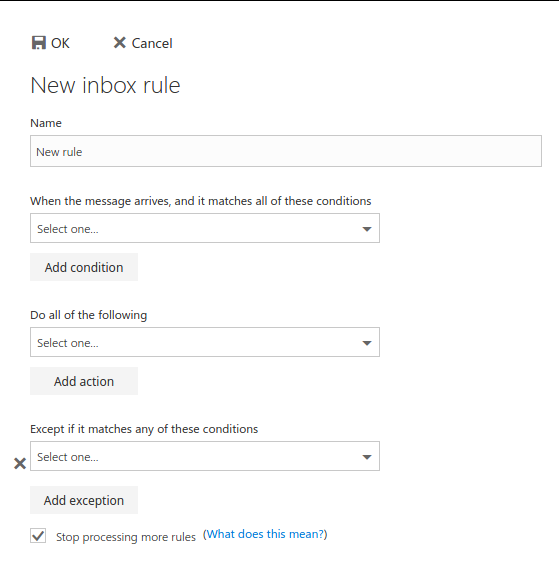 OK Cancel
New inbox rule
Name
New rule
When the message arrives, and it matches all of these conditions
Select one...
Add condition
Do all of the following
Select one...
Add action
Except if it matches any of these conditions
Select one...
Add exception
Stop processing more rules (What does this mean?)